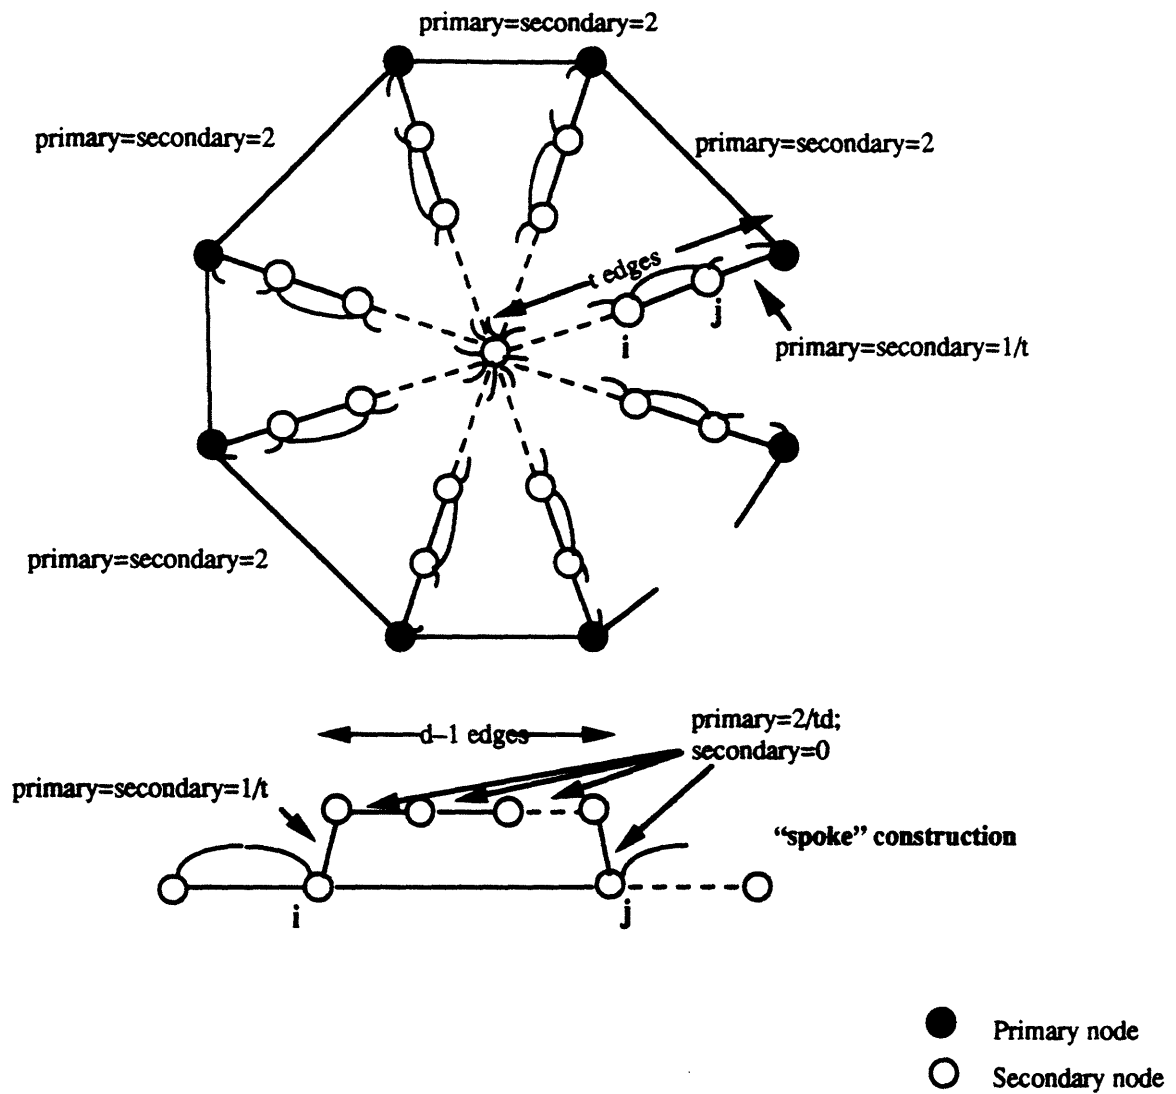 primary=secondary=2
primary=secondary=2
primary=secondary=2
t edges
j
i
primary=secondary=1/t
primary=secondary=2
primary=2/td;
secondary=0
d–1 edges
primary=secondary=1/t
"spoke" construction
i
j
Primary node
Secondary node